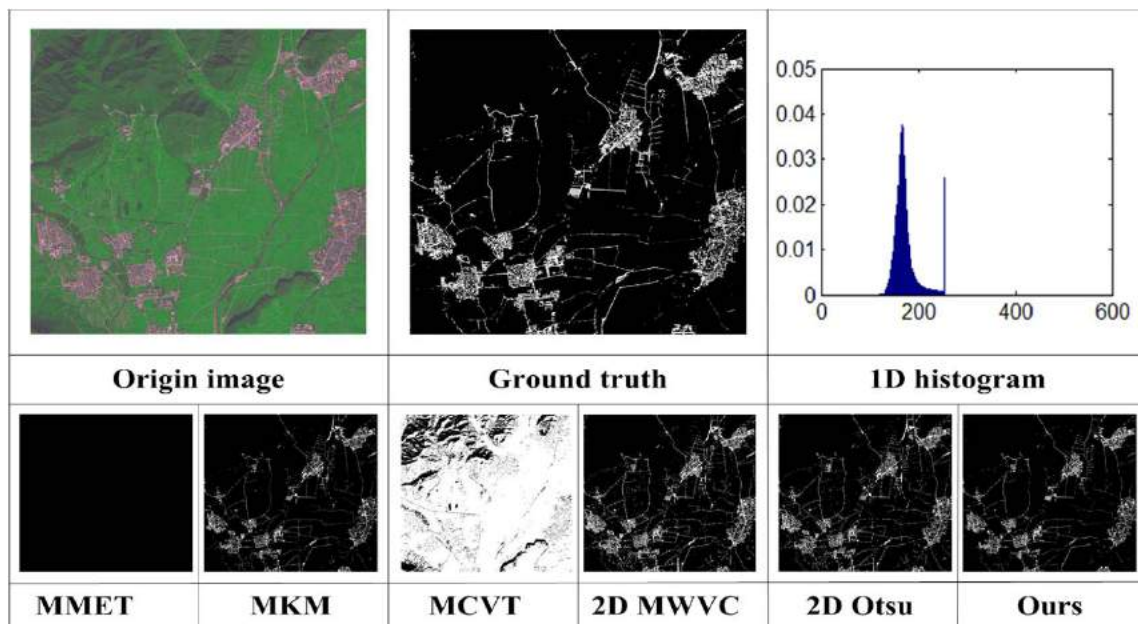 0.05
0.04
0.03
0.02
0.01
0
0 200 400 600
Origin image Ground truth 1D histogram
MMET MKM MCVT 2D MWVC 2D Otsu Ours